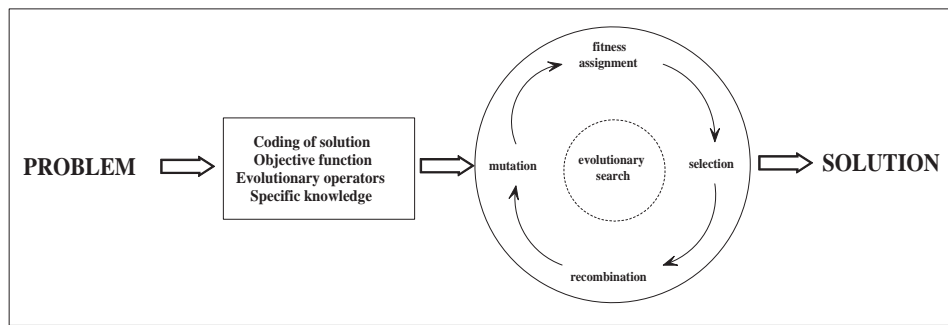 PROBLEM
Coding of solution
Objective function
Evolutionary operators
Specific knowledge
fitness
assignment
mutation
evolutionary
search
selection
recombination
SOLUTION